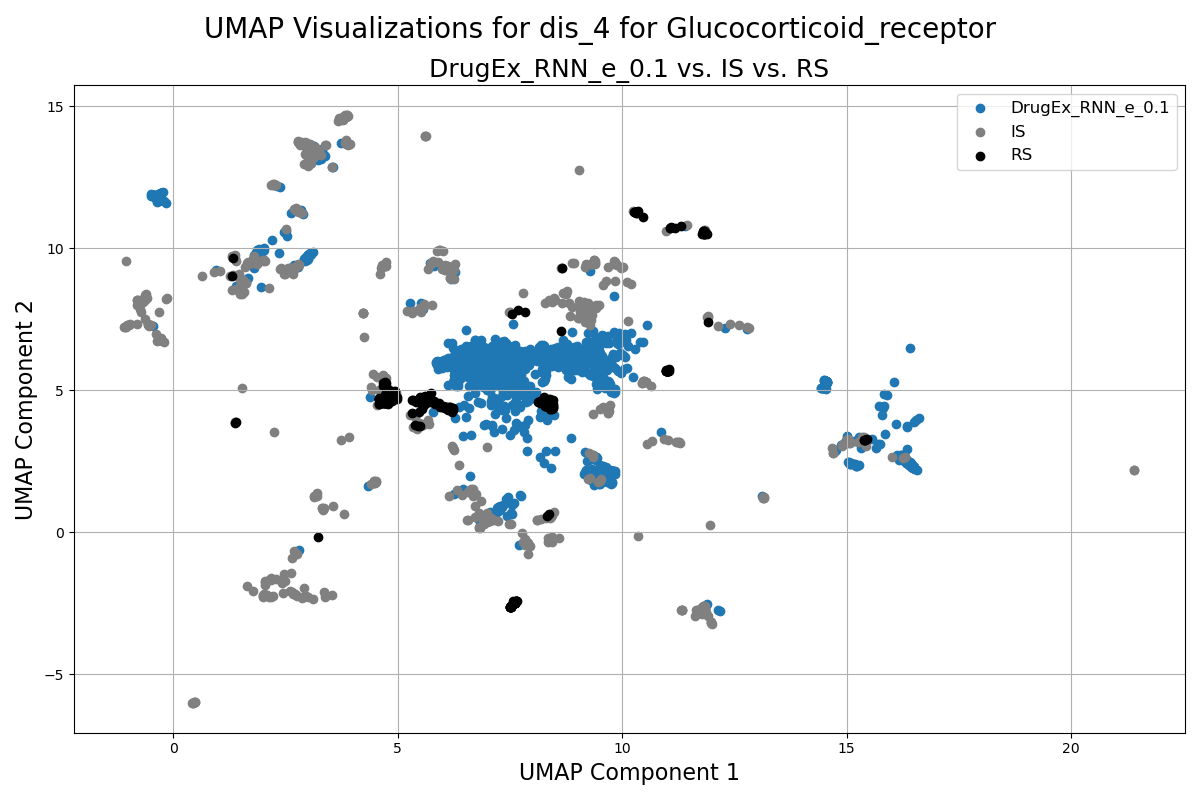 UMAP Visualizations for dis_4 for Glucocorticoid_receptor
DrugEx_RNN_e_0.1 vs. IS vs. RS
DrugEx_RNN_e_0.1
IS
RS
15
10
5
0
−5
UMAP Component 2
0
5
10
15
20
UMAP Component 1